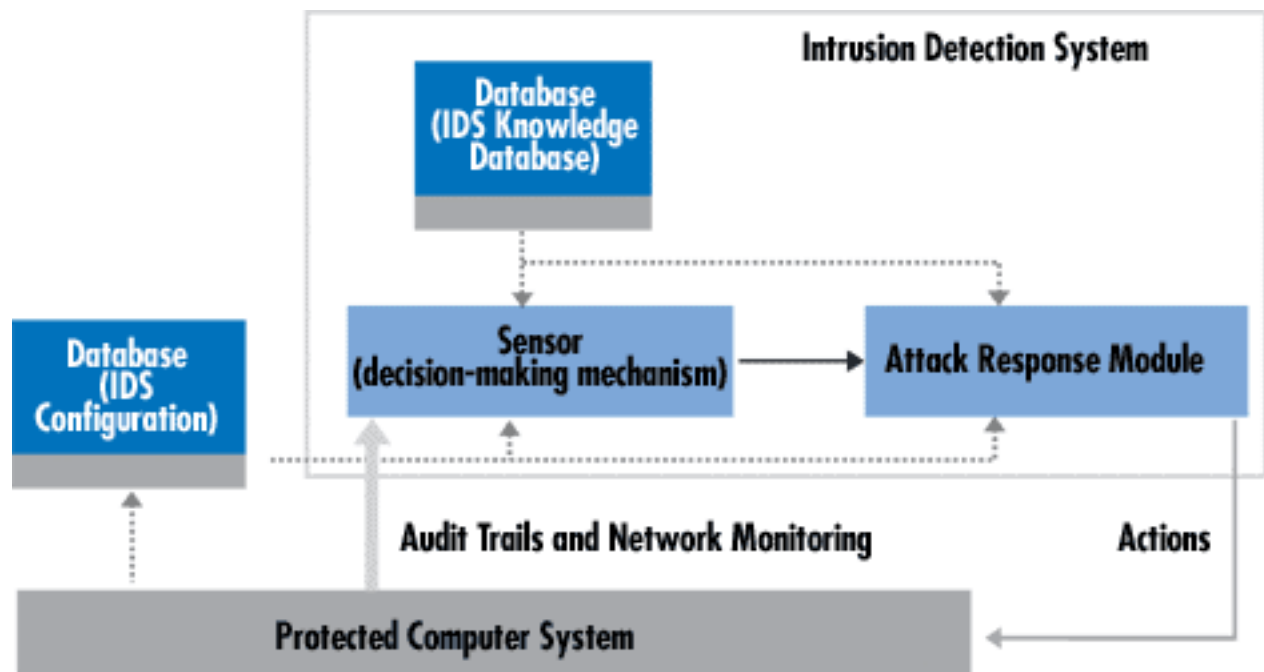 Intrusion Detection System
Database
(IDS Knowledge
Database)
Sensor
(decision-making mechanism)
Attack Response Module
Database
(IDS
Configuration)
Audit Trails and Network Monitoring
Actions
Protected Computer System